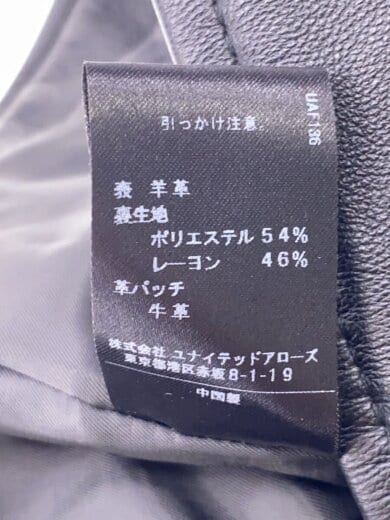 引っかけ注意。
UAF136
表 羊革
裏生地
ポリエステル 54%
レーヨン 46%
革パッチ
牛革
株式会社 ユナイテッドアローズ
東京都港区赤坂8-1-19
中国製